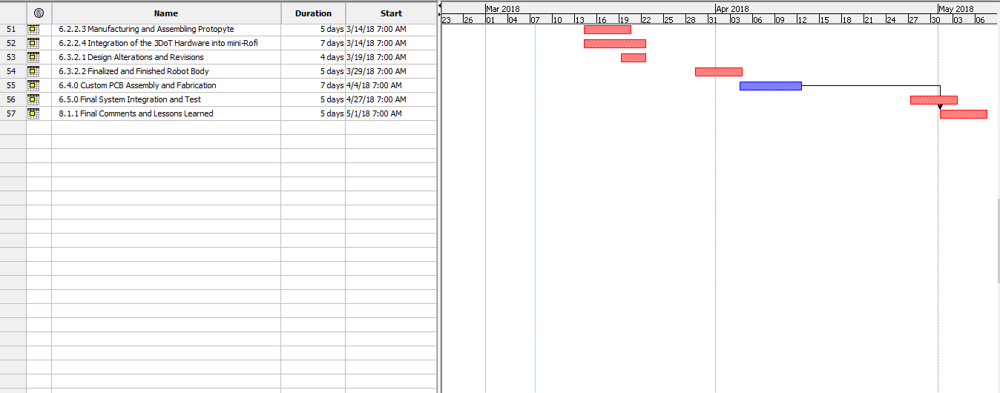 Name Duration Start
Mar 2018 Apr 2018 May 2018
23 26 01 04 07 10 13 16 19 22 25 28 31 03 06 09 12 15 18 21 24 27 30 03 06
51 6.2.2.3 Manufacturing and Assembling Protopyte 5 days 3/14/18 7:00 AM
52 6.2.2.4 Integration of the 3DoT Hardware into mini-Rofi 7 days 3/14/18 7:00 AM
53 6.3.2.1 Design Alterations and Revisions 4 days 3/19/18 7:00 AM
54 6.3.2.2 Finalized and Finished Robot Body 5 days 3/29/18 7:00 AM
55 6.4.0 Custom PCB Assembly and Fabrication 7 days 4/4/18 7:00 AM
56 6.5.0 Final System Integration and Test 5 days 4/27/18 7:00 AM
57 8.1.1 Final Comments and Lessons Learned 5 days 5/1/18 7:00 AM